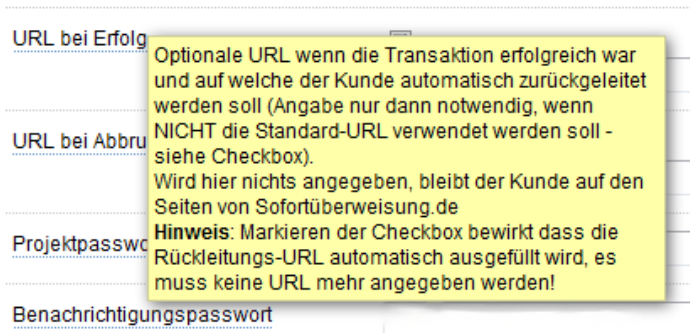 URL bei Erfolg
Optionale URL wenn die Transaktion erfolgreich war
und auf welche der Kunde automatisch zurückgeleitet
werden soll (Angabe nur dann notwendig, wenn
NICHT die Standard-URL verwendet werden soll -
siehe Checkbox).
Wird hier nichts angegeben, bleibt der Kunde auf den
Seiten von Sofortüberweisung.de
Hinweis: Markieren der Checkbox bewirkt dass die
Rückleitungs-URL automatisch ausgefüllt wird, es
muss keine URL mehr angegeben werden!
URL bei Abbru
Projektpasswo
Benachrichtigungspasswort